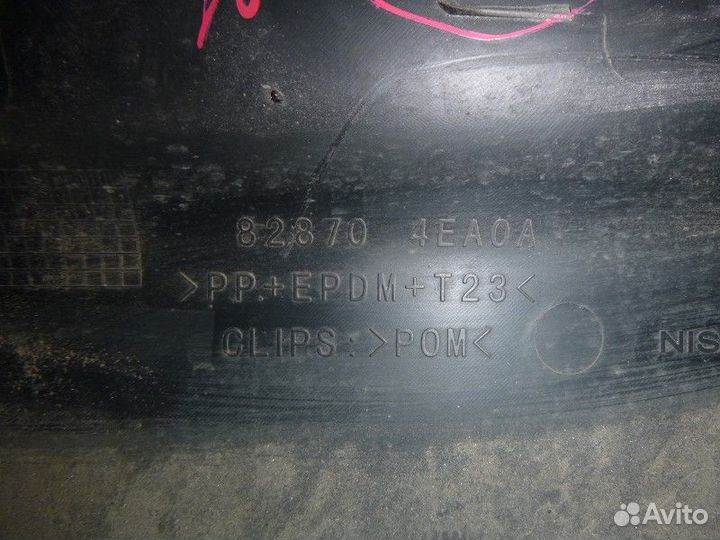 82870 4EA0A
>PP+EPDM+T23<
CLIPS:>POM<
NIS
Avito